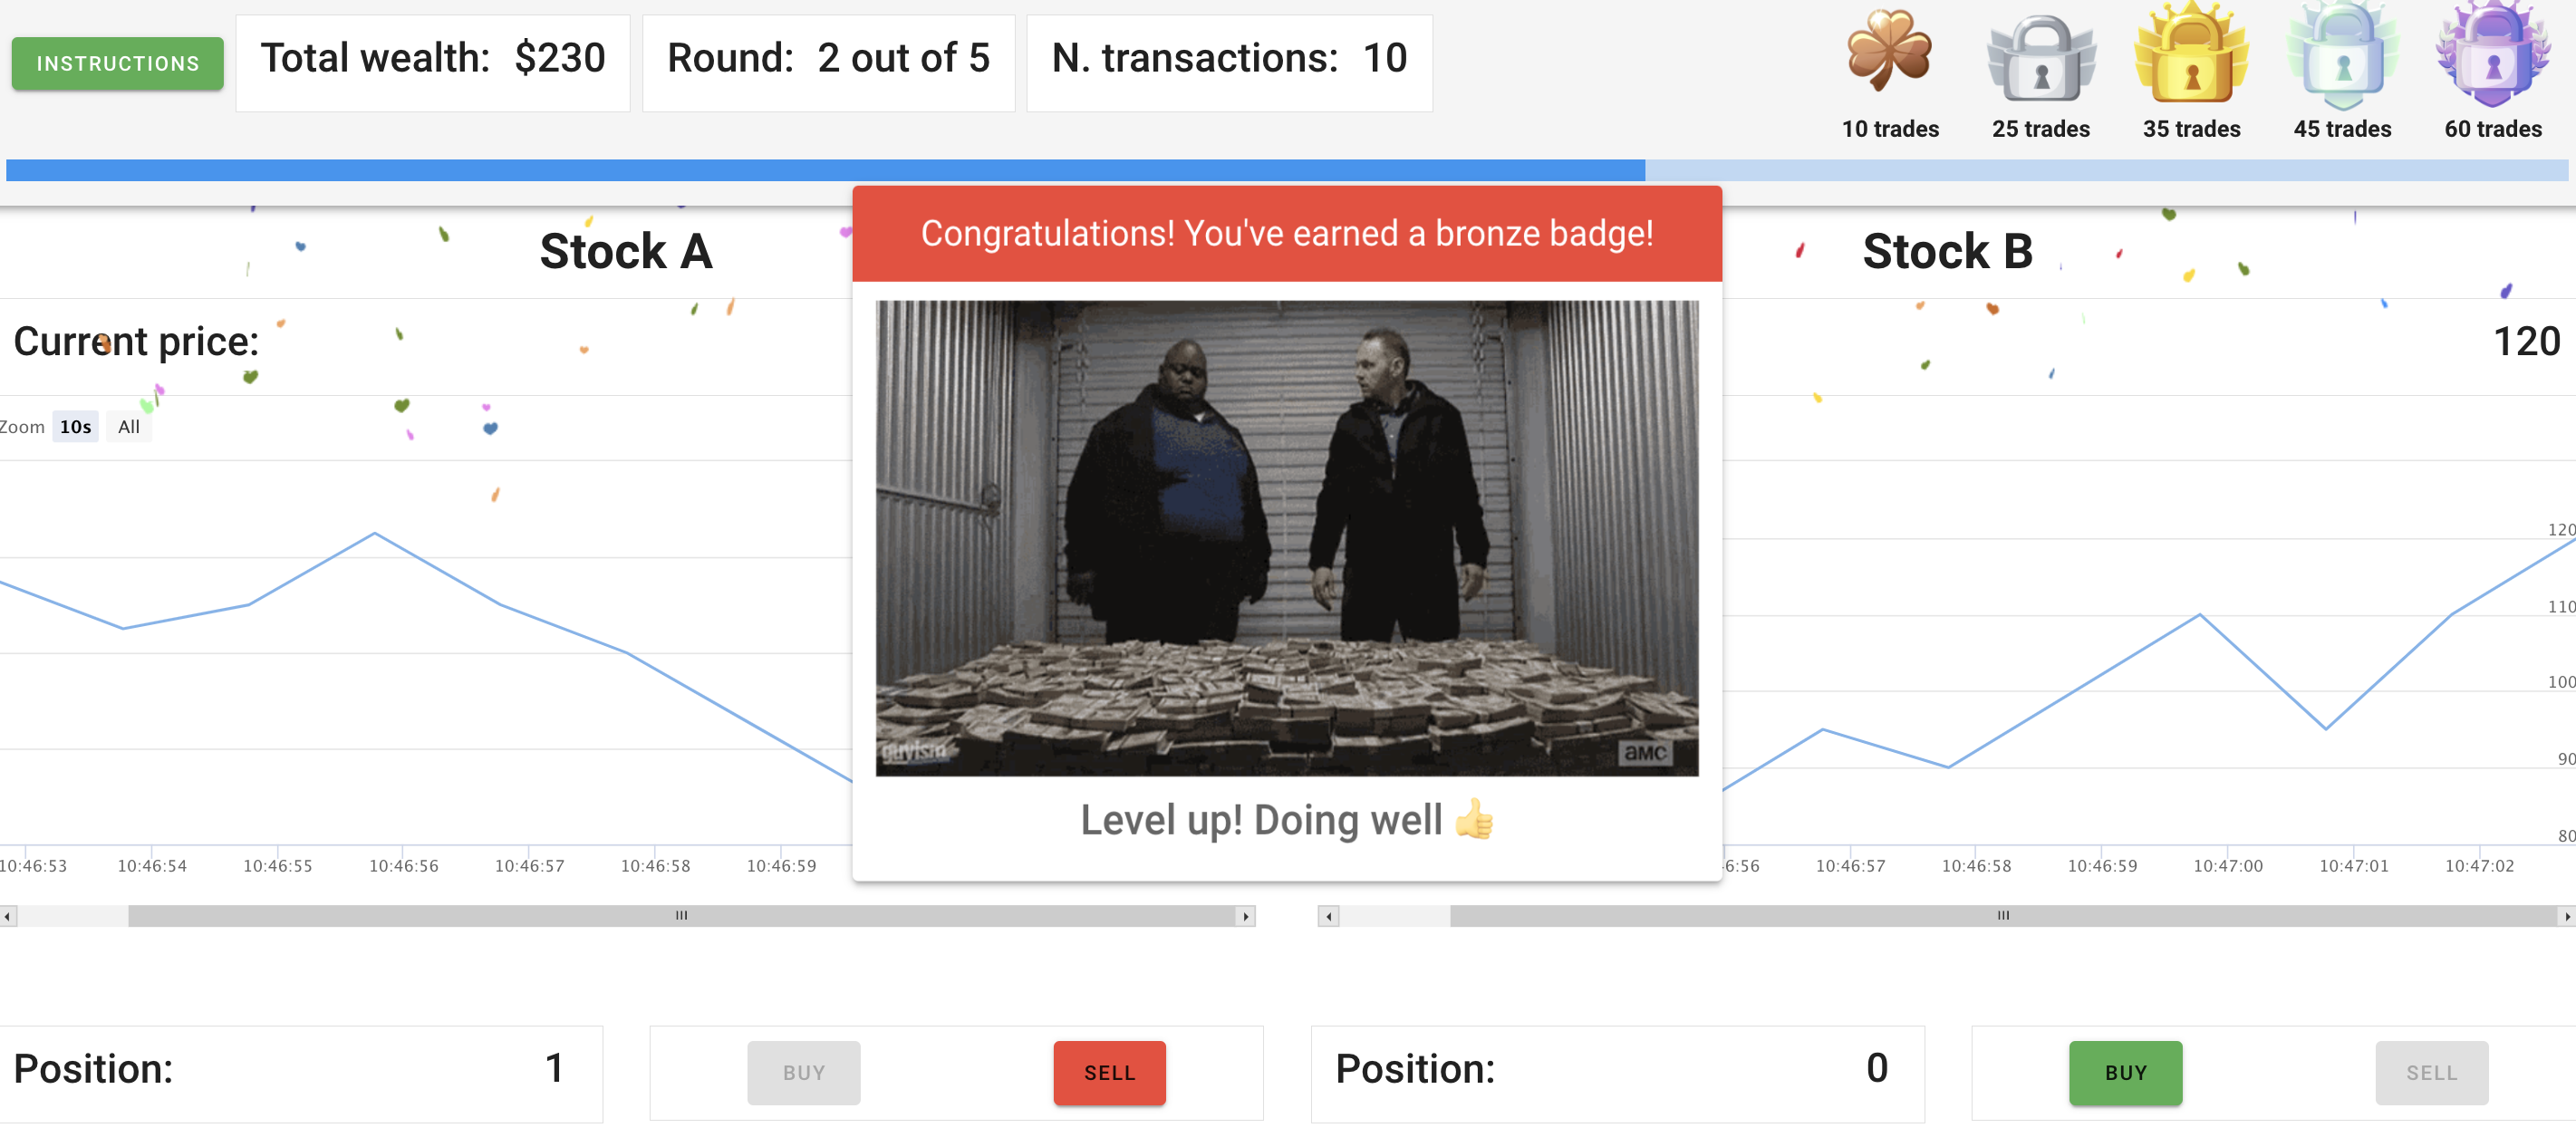 INSTRUCTIONS
Total wealth: $230
Round: 2 out of 5
N. transactions: 10
10 trades
25 trades
35 trades
45 trades
60 trades
Stock A
Congratulations! You've earned a bronze badge!
Stock B
Current price:
120
Zoom 10s All
guyism
amc
Level up! Doing well 👍
120
110
100
90
80
10:46:53 10:46:54 10:46:55 10:46:56 10:46:57 10:46:58 10:46:59
6:56 10:46:57 10:46:58 10:46:59 10:47:00 10:47:01 10:47:02
Position: 1
BUY
SELL
Position: 0
BUY
SELL